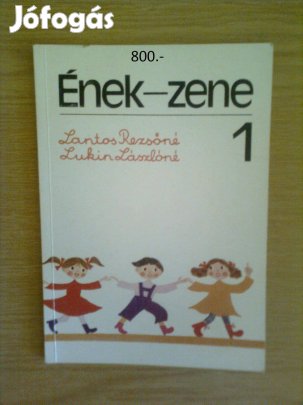 Jófogás
800.-
Ének–zene
Lantos Rezsőné
Lukin Lászlóné
1